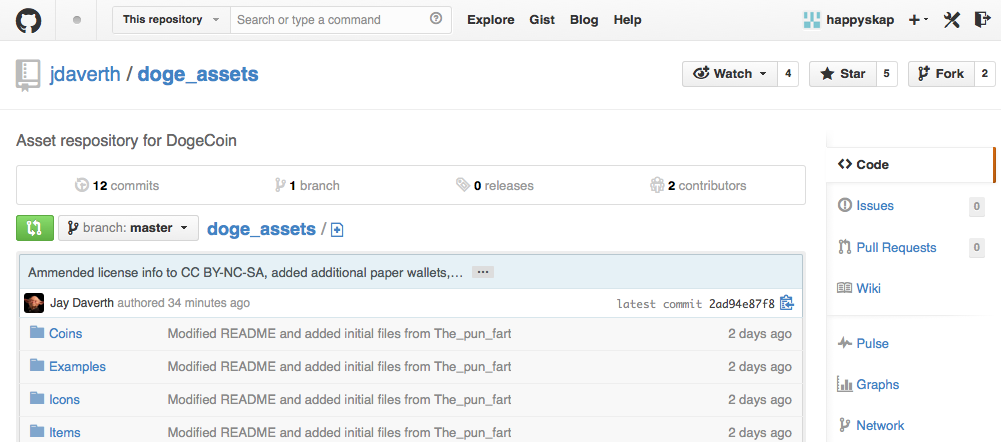 This repository Search or type a command Explore Gist Blog Help happyskap
jdaverth / doge_assets Watch 4 Star 5 Fork 2
Asset respository for DogeCoin
12 commits 1 branch 0 releases 2 contributors
branch: master doge_assets /
Ammended license info to CC BY-NC-SA, added additional paper wallets,… ...
Jay Daverth authored 34 minutes ago latest commit 2ad94e87f8
Coins Modified README and added initial files from The_pun_fart 2 days ago
Examples Modified README and added initial files from The_pun_fart 2 days ago
Icons Modified README and added initial files from The_pun_fart 2 days ago
Items Modified README and added initial files from The_pun_fart 2 days ago
Code
Issues 0
Pull Requests 0
Wiki
Pulse
Graphs
Network